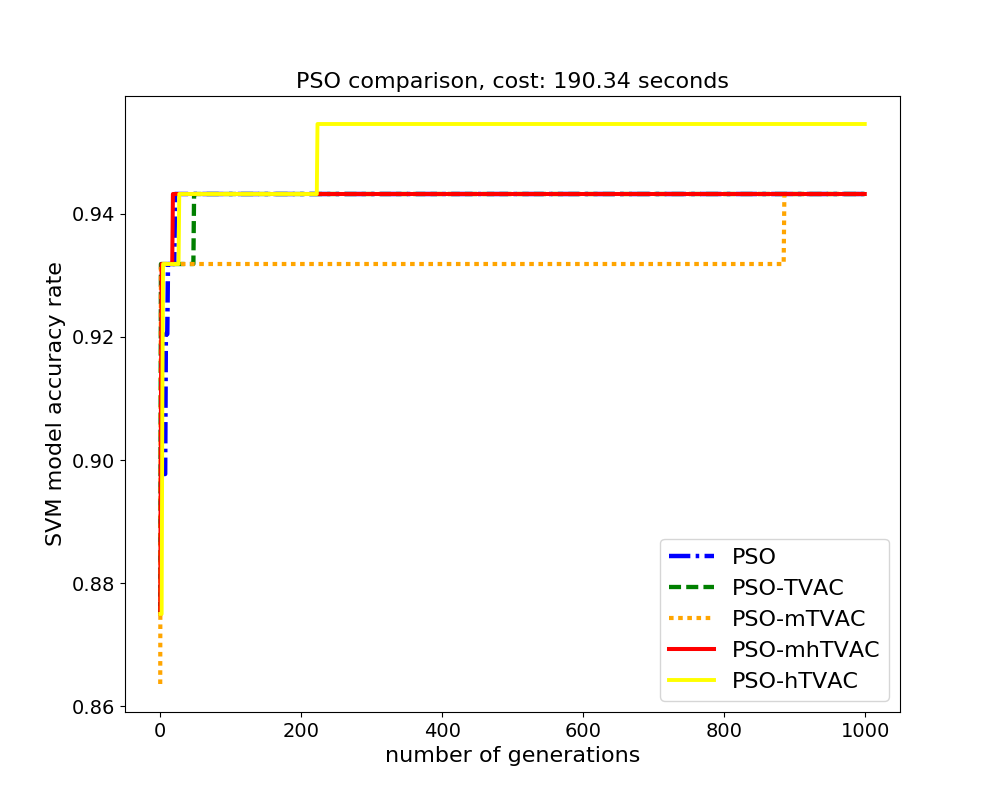 PSO comparison, cost: 190.34 seconds
SVM model accuracy rate
0.94
0.92
0.90
0.88
0.86
0
200
400
600
800
1000
number of generations
PSO
PSO-TVAC
PSO-mTVAC
PSO-mhTVAC
PSO-hTVAC